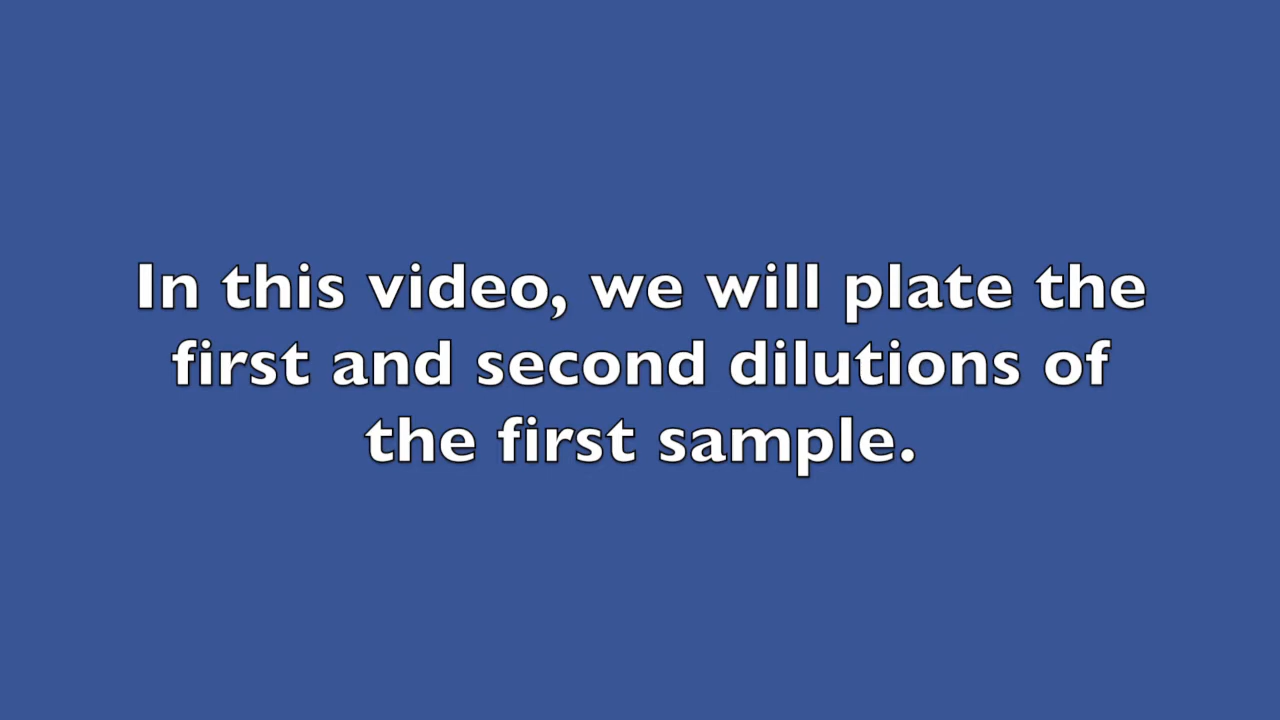 In this video, we will plate the
first and second dilutions of
the first sample.